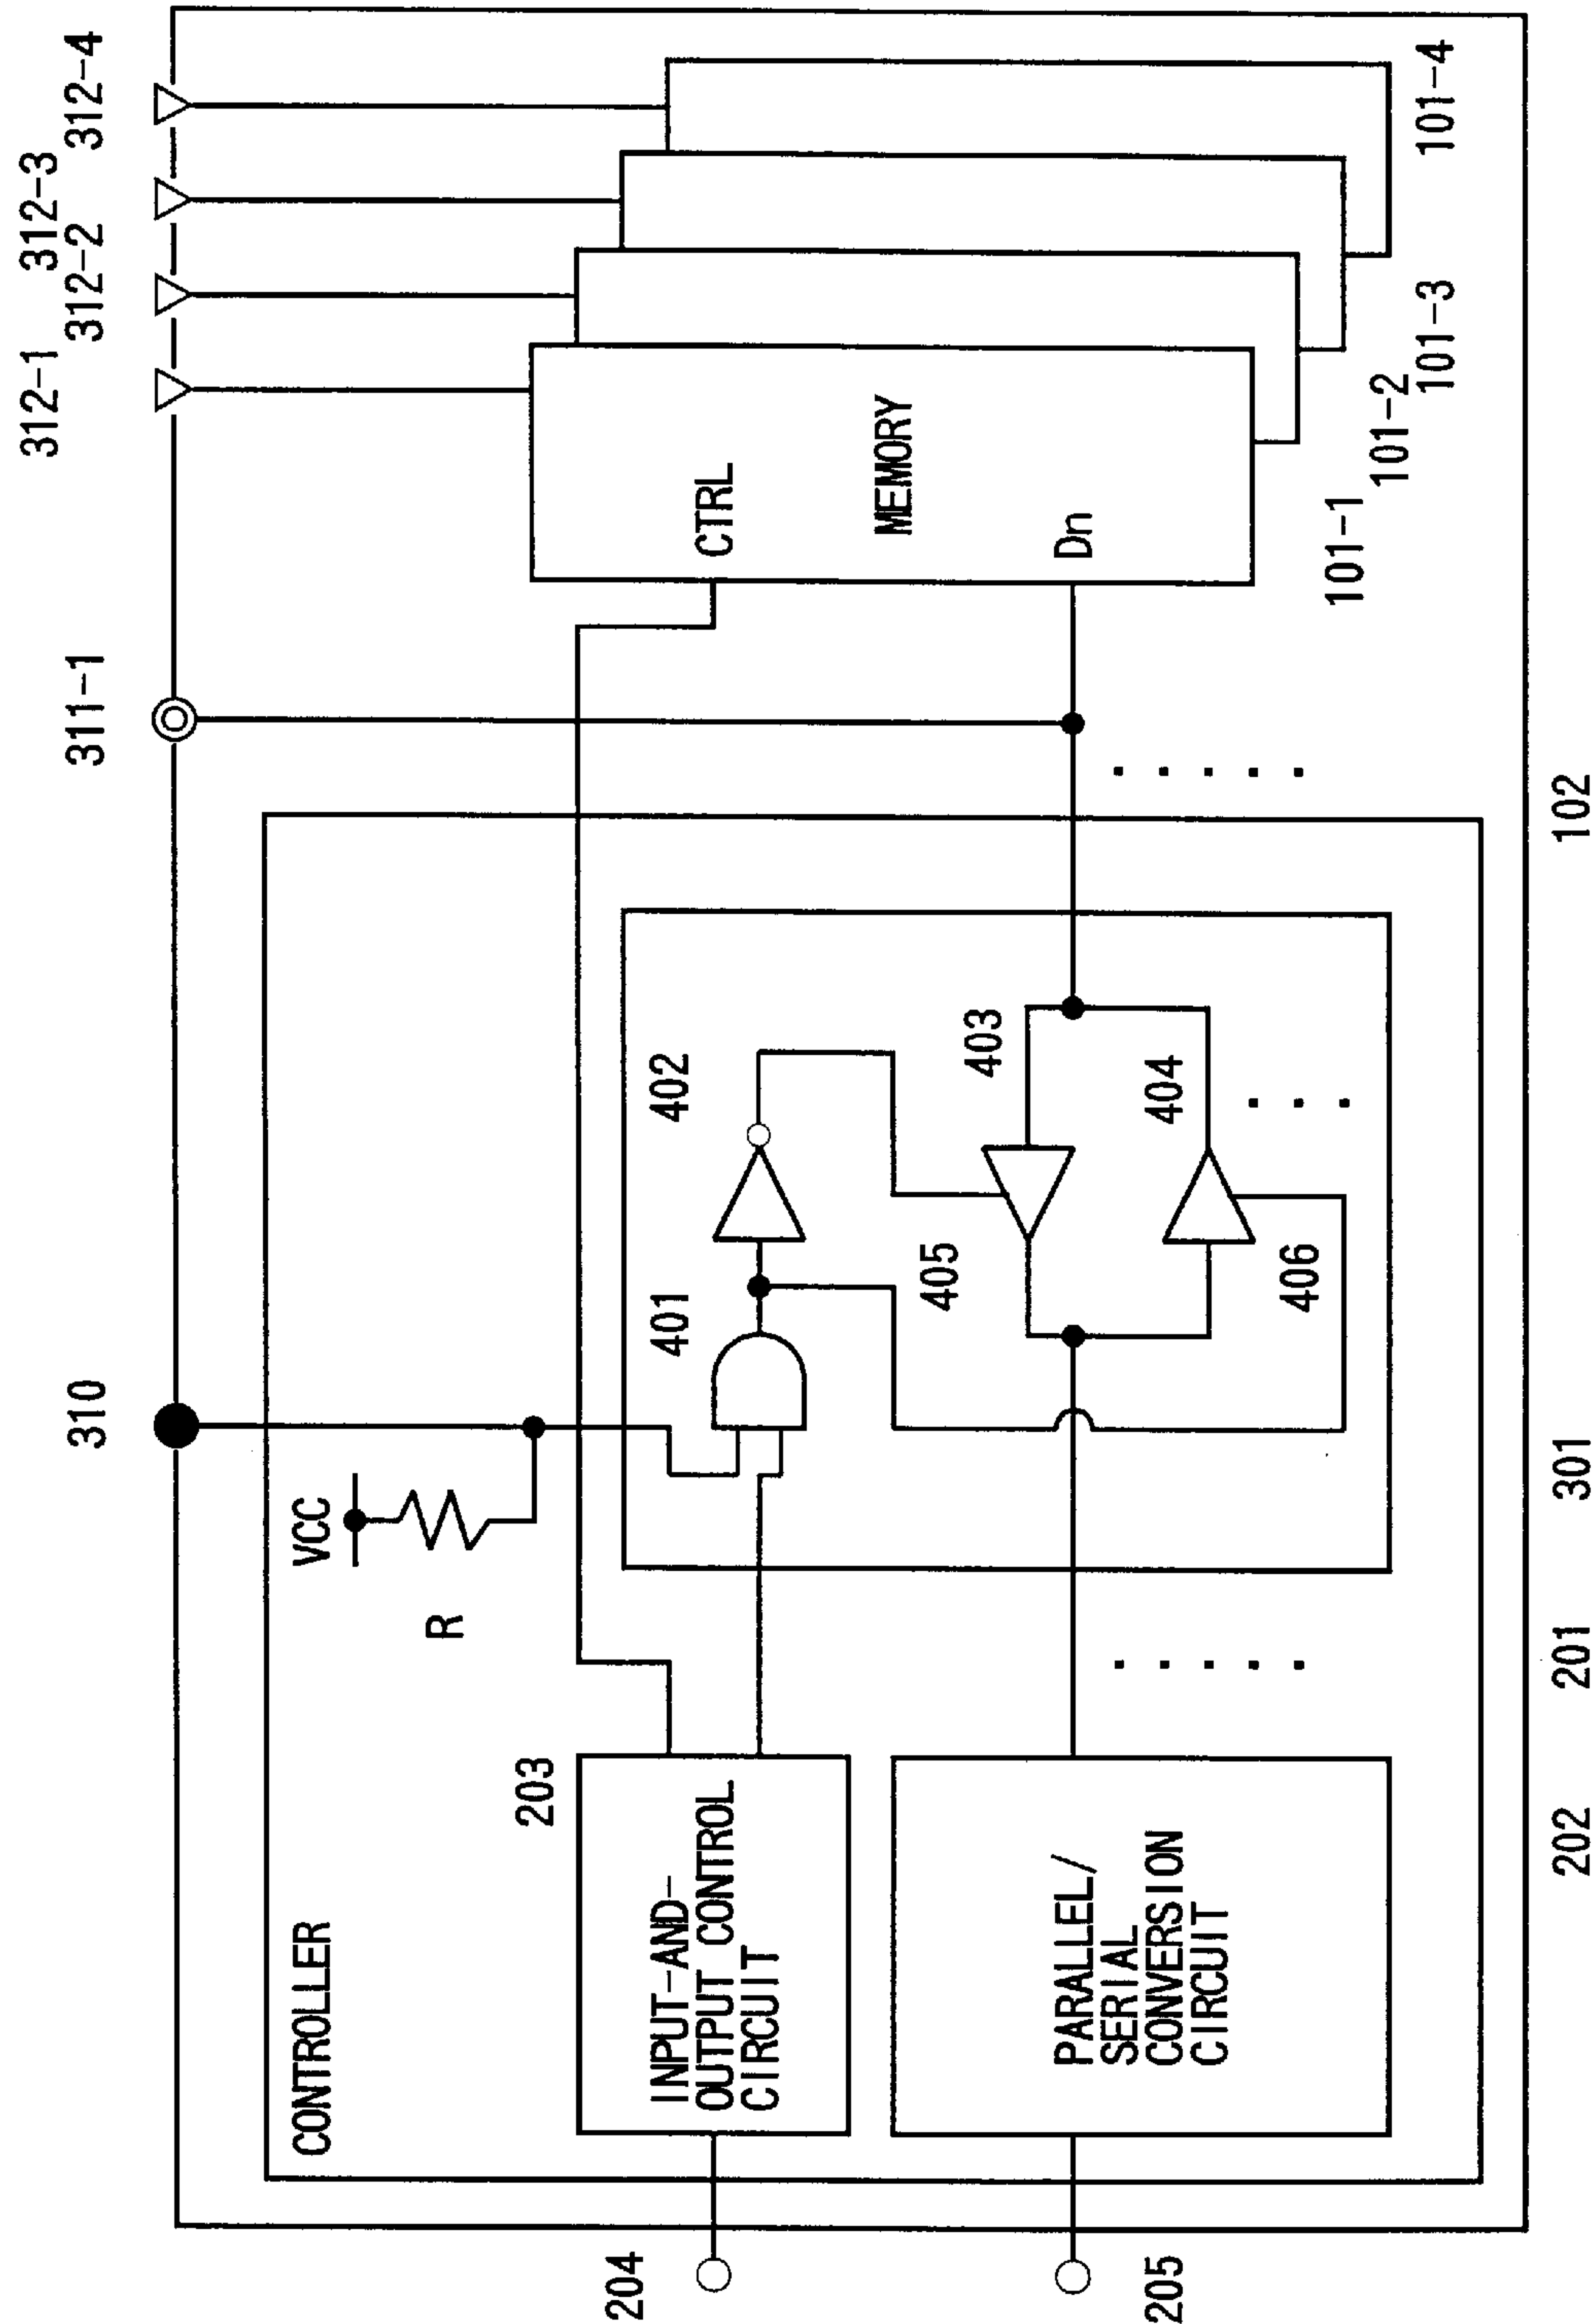 310
311-1
312-1
312-2
312-3
312-4
CONTROLLER
VCC
R
203
INPUT-AND-
OUTPUT CONTROL
CIRCUIT
204
401
402
CTRL
MEMORY
Dn
PARALLEL/
SERIAL
CONVERSION
CIRCUIT
205
405
403
406
404
101-1
101-2
101-3
101-4
202
201
301
102